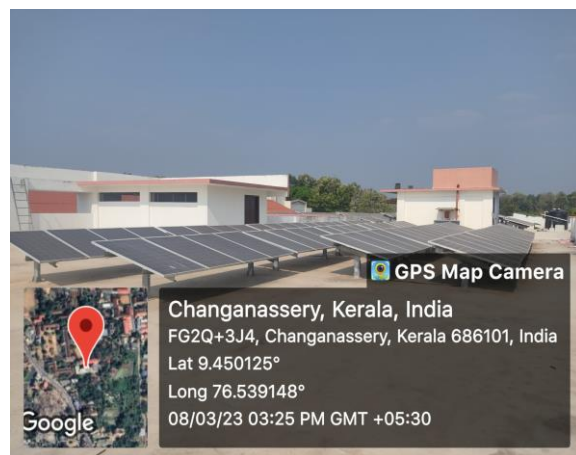 GPS Map Camera
Changanassery, Kerala, India
FG2Q+3J4, Changanassery, Kerala 686101, India
Lat 9.450125°
Long 76.539148°
08/03/23 03:25 PM GMT +05:30
Google